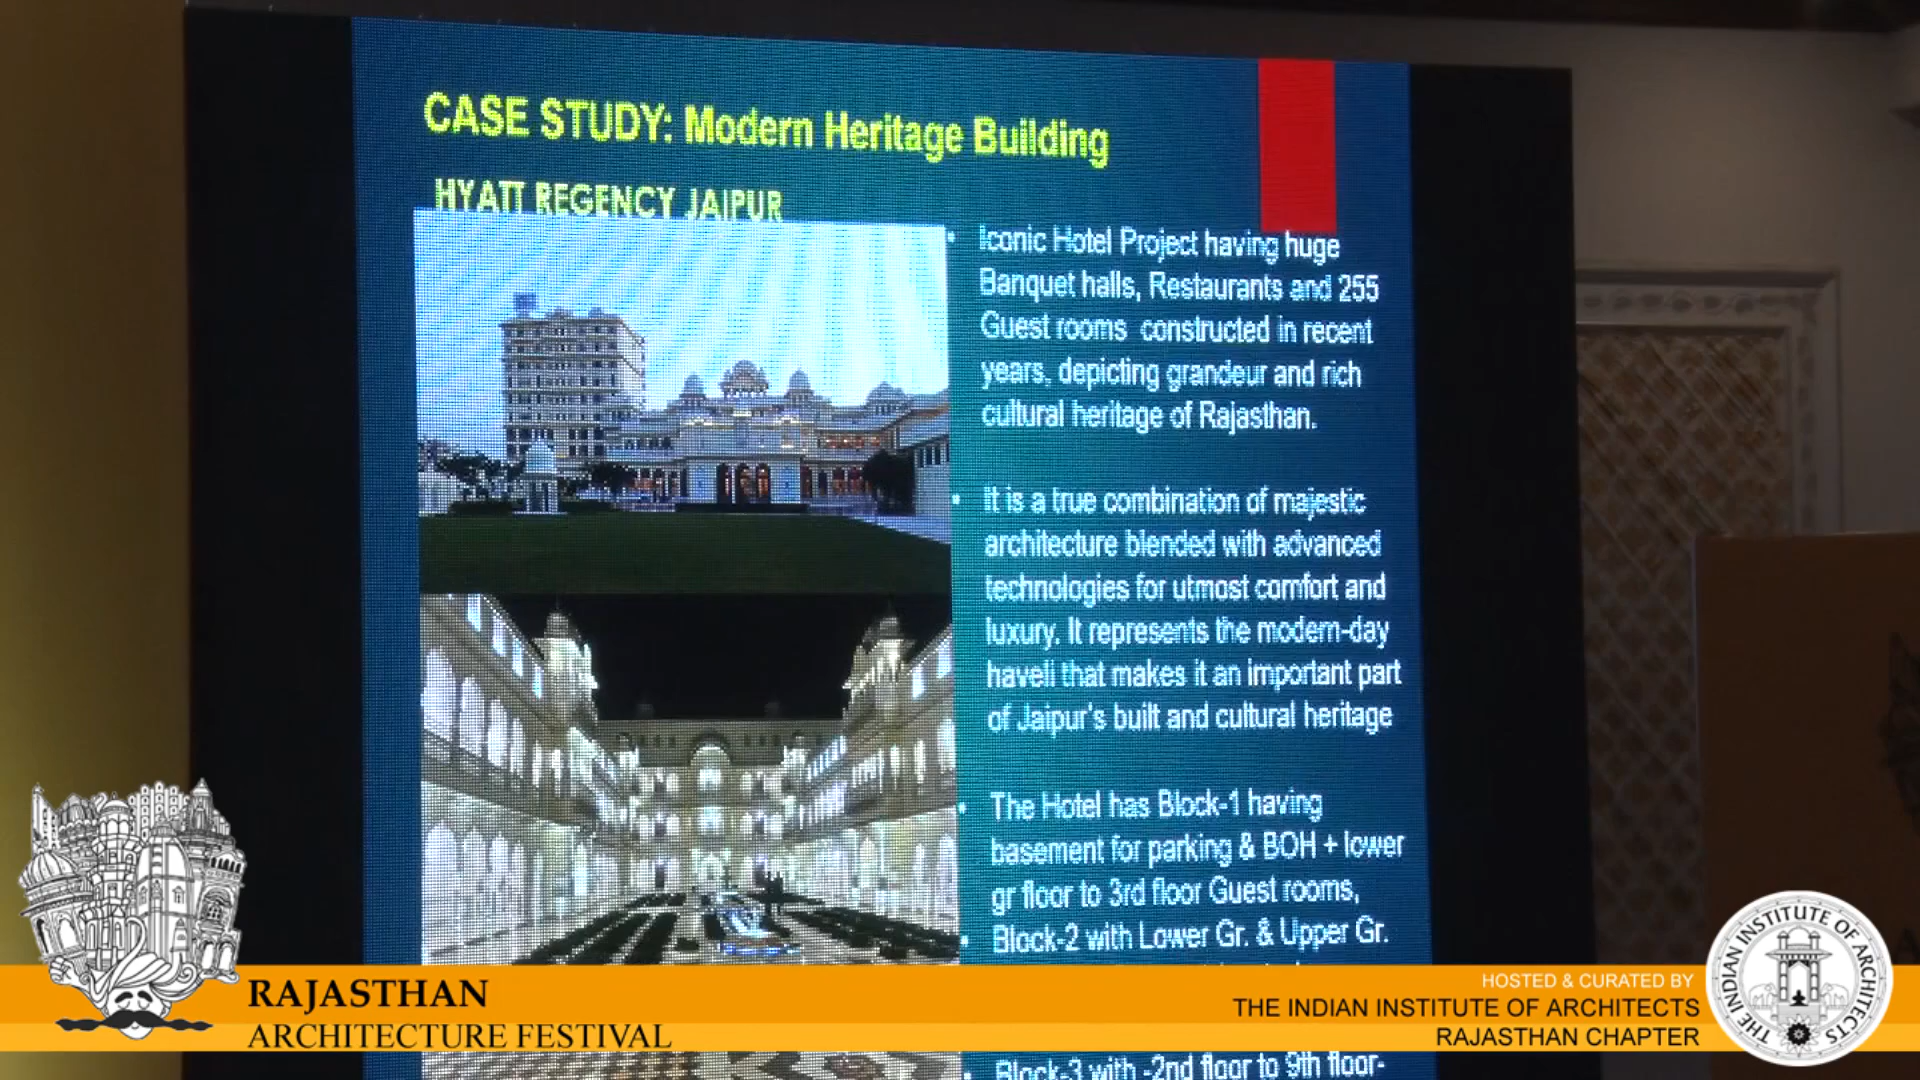 CASE STUDY: Modern Heritage Building
HYATT REGENCY JAIPUR
• Iconic Hotel Project having huge
Banquet halls, Restaurants and 255
Guest rooms constructed in recent
years, depicting grandeur and rich
cultural heritage of Rajasthan.
• It is a true combination of majestic
architecture blended with advanced
technologies for utmost comfort and
luxury. It represents the modern-day
haveli that makes it an important part
of Jaipur's built and cultural heritage
• The Hotel has Block-1 having
basement for parking & BOH + lower
gr floor to 3rd floor Guest rooms,
• Block-2 with Lower Gr. & Upper Gr.
• Block-3 with -2nd floor to 9th floor-
RAJASTHAN
ARCHITECTURE FESTIVAL
HOSTED & CURATED BY
THE INDIAN INSTITUTE OF ARCHITECTS
RAJASTHAN CHAPTER
THE INDIAN INSTITUTE OF ARCHITECTS